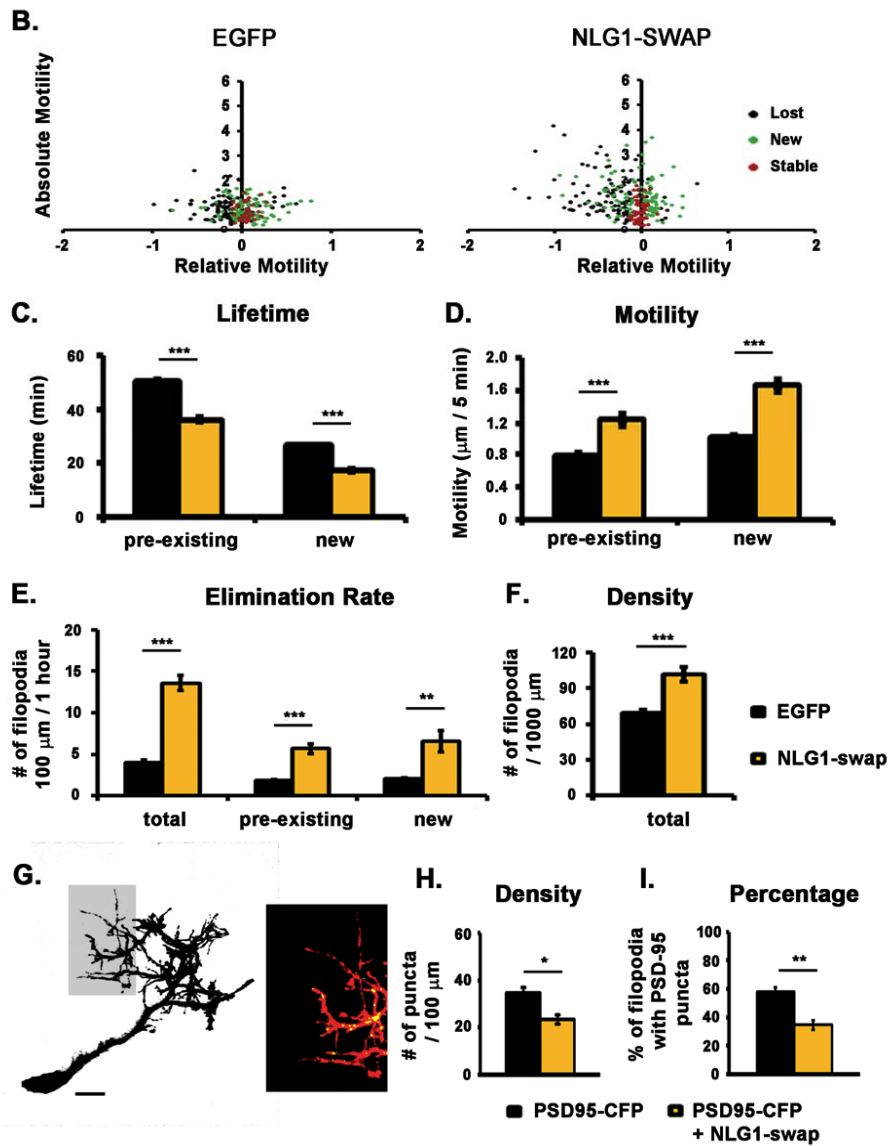 B.
EGFP
NLG1-SWAP
Absolute Motility
6
5
4
3
2
1
0
-2 -1 0 1 2
Relative Motility
6
5
4
3
2
1
0
-2 -1 0 1 2
Relative Motility
Lost
New
Stable
C.
Lifetime
Lifetime (min)
60
40
20
0
***
***
pre-existing new
D.
Motility
Motility (µm / 5 min)
2.0
1.6
1.2
0.8
0.4
0
***
***
pre-existing new
E.
Elimination Rate
# of filopodia
100 µm / 1 hour
20
15
10
5
0
***
***
**
total pre-existing new
F.
Density
# of filopodia
/ 1000 µm
120
90
60
30
0
***
total
EGFP
NLG1-swap
G.
H.
Density
# of puncta
/ 100 µm
60
40
20
0
*
I.
Percentage
% of filopodia
with PSD-95
puncta
100
80
60
40
20
0
**
PSD95-CFP
PSD95-CFP
+ NLG1-swap